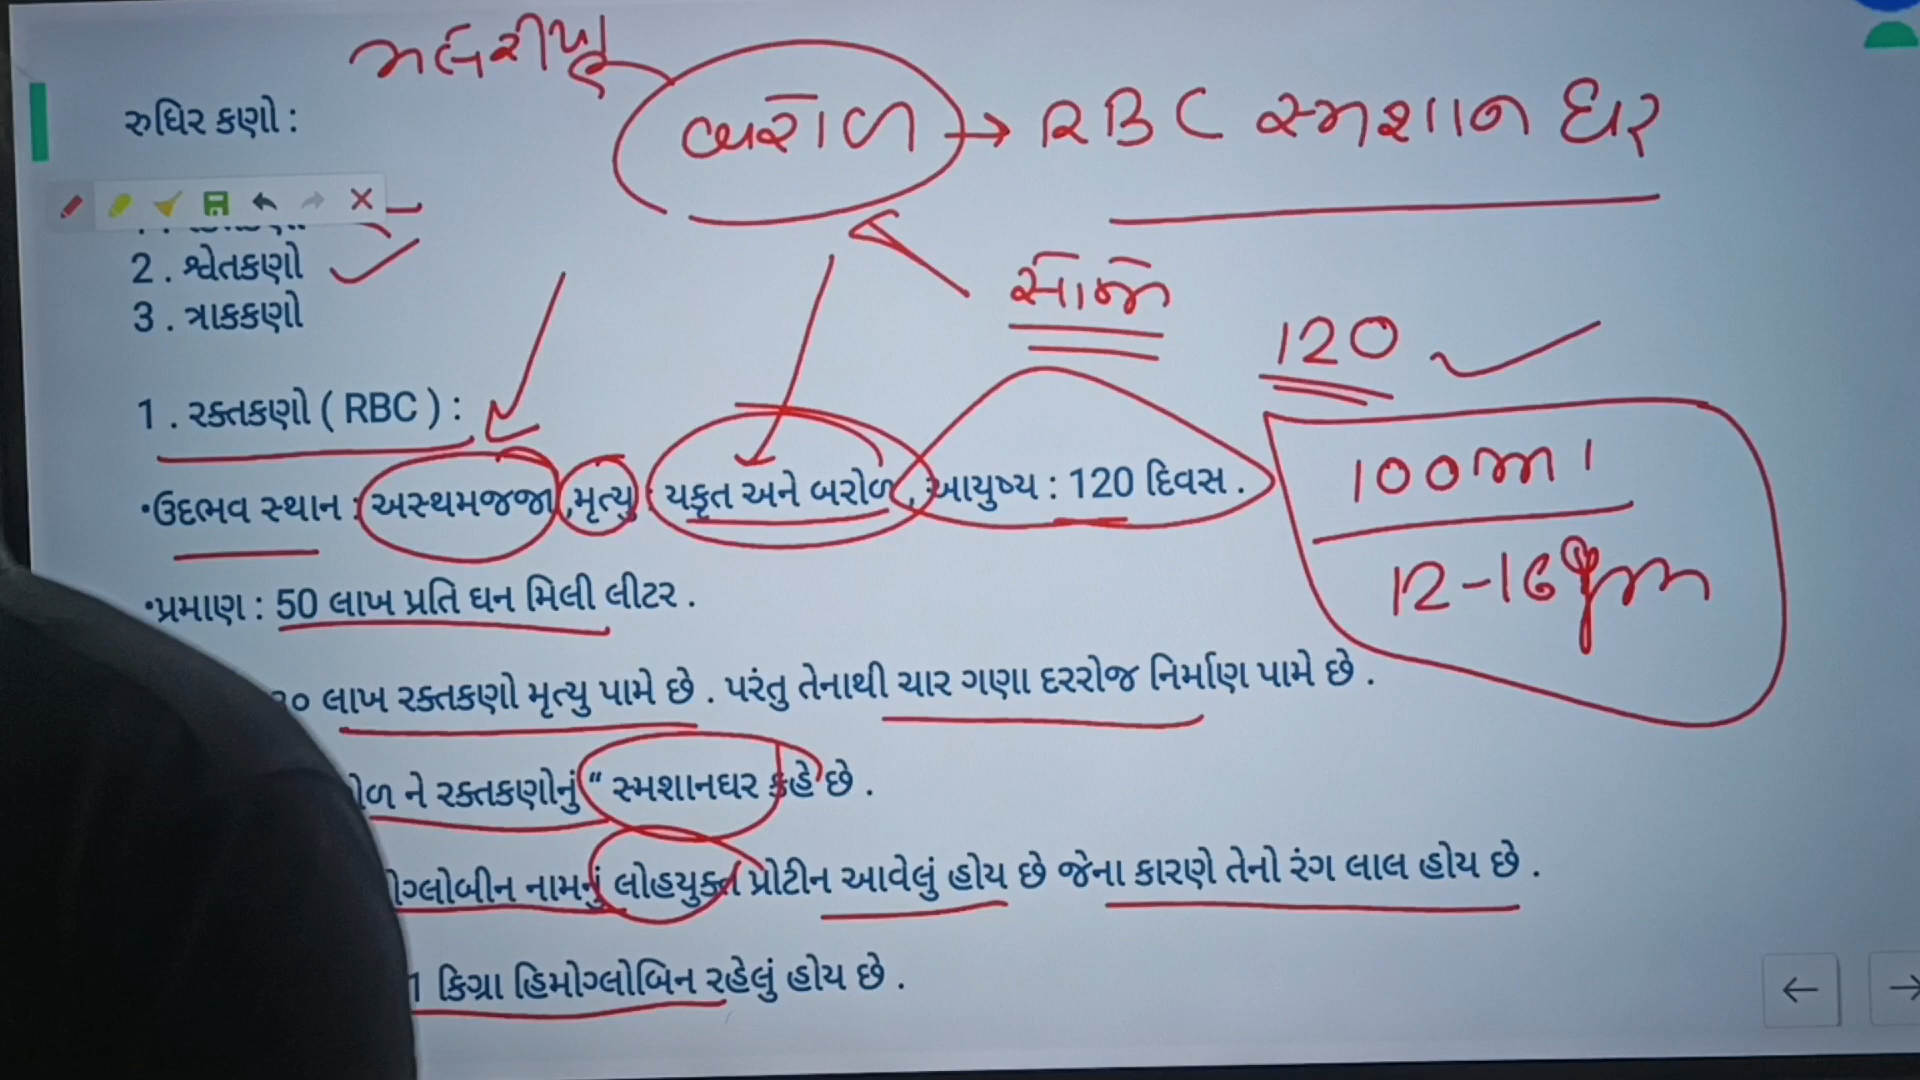 રુધિર કણો :
બરોળ → RBC સ્મશાન ઘર
2 . શ્વેતકણો
3 . ત્રાકકણો
સોજો
120
1 . રક્તકણો ( RBC ) :
100ml
12-16gm
•ઉદભવ સ્થાન : અસ્થમજજા ,મૃત્યુ : યકૃત અને બરોળ , આયુષ્ય : 120 દિવસ .
•પ્રમાણ : 50 લાખ પ્રતિ ઘન મિલી લીટર .
લાખ રક્તકણો મૃત્યુ પામે છે . પરંતુ તેનાથી ચાર ગણા દરરોજ નિર્માણ પામે છે .
ને રક્તકણોનું “ સ્મશાનઘર કહે છે .
નામનું લોહયુક્ત પ્રોટીન આવેલું હોય છે જેના કારણે તેનો રંગ લાલ હોય છે .
1 કિગ્રા હિમોગ્લોબિન રહેલું હોય છે .